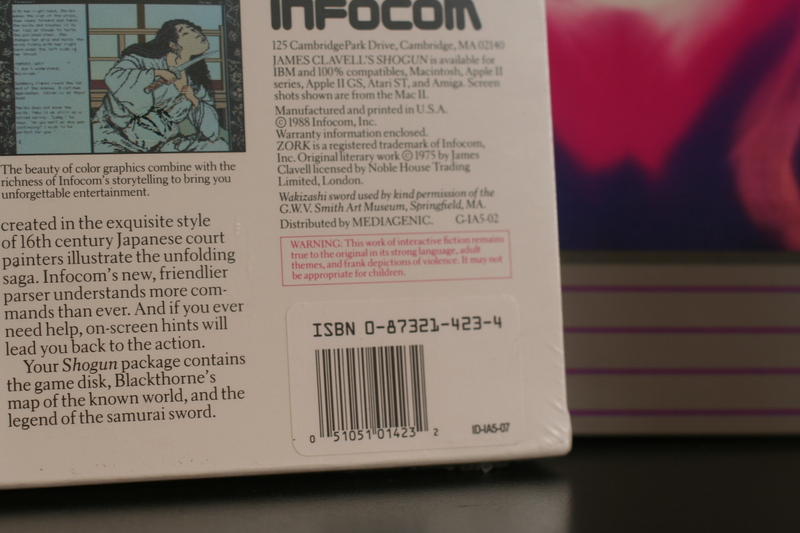 The beauty of color graphics combine with the
richness of Infocom's storytelling to bring you
unforgettable entertainment.
created in the exquisite style
of 16th century Japanese court
painters illustrate the unfolding
saga. Infocom's new, friendlier
parser understands more com-
mands than ever. And if you ever
need help, on-screen hints will
lead you back to the action.
Your Shogun package contains
the game disk, Blackthorne's
map of the known world, and the
legend of the samurai sword.
INFOCOM
125 CambridgePark Drive, Cambridge, MA 02140
JAMES CLAVELL'S SHOGUN is available for
IBM and 100% compatibles, Macintosh, Apple II
series, Apple II GS, Atari ST, and Amiga. Screen
shots shown are from the Mac II.
Manufactured and printed in U.S.A.
©1988 Infocom, Inc.
Warranty information enclosed.
ZORK is a registered trademark of Infocom,
Inc. Original literary work ©1975 by James
Clavell licensed by Noble House Trading
Limited, London.
Wakizashi sword used by kind permission of the
G.W.V. Smith Art Museum, Springfield, MA.
Distributed by MEDIAGENIC. G-IA5-02
WARNING: This work of interactive fiction remains
true to the original in its strong language, adult
themes, and frank depictions of violence. It may not
be appropriate for children.
ISBN 0-87321-423-4
0 51051 01423 2
ID-IA5-07